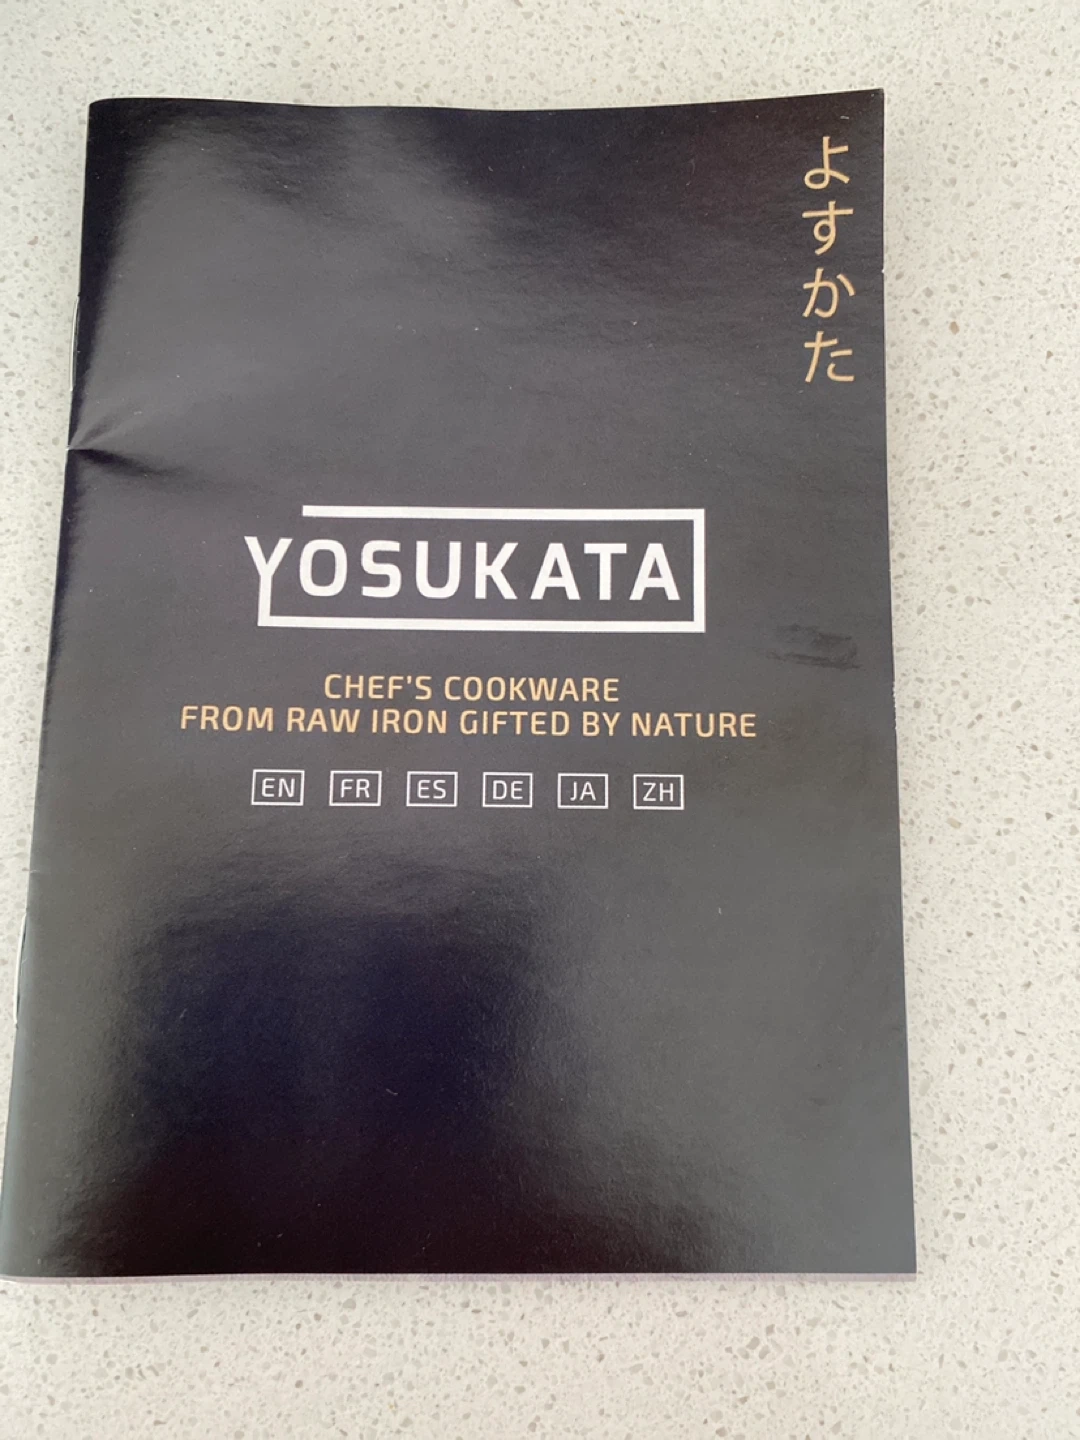 よすかた
YOSUKATA
CHEF'S COOKWARE
FROM RAW IRON GIFTED BY NATURE
EN FR ES DE JA ZH